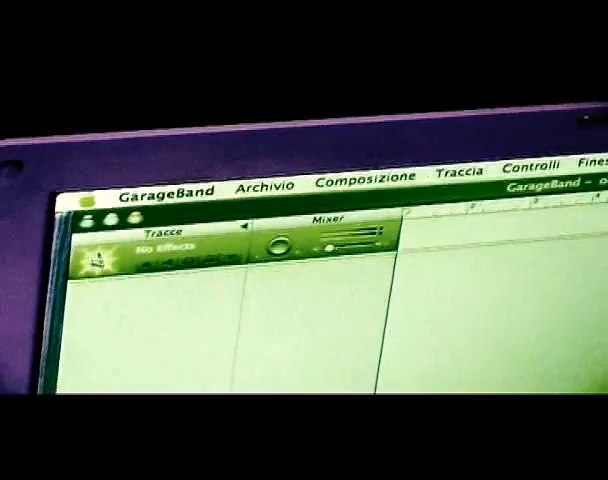 GarageBand Archivio Composizione Traccia Controlli Fines
GarageBand -
Tracce Mixer
No Effects